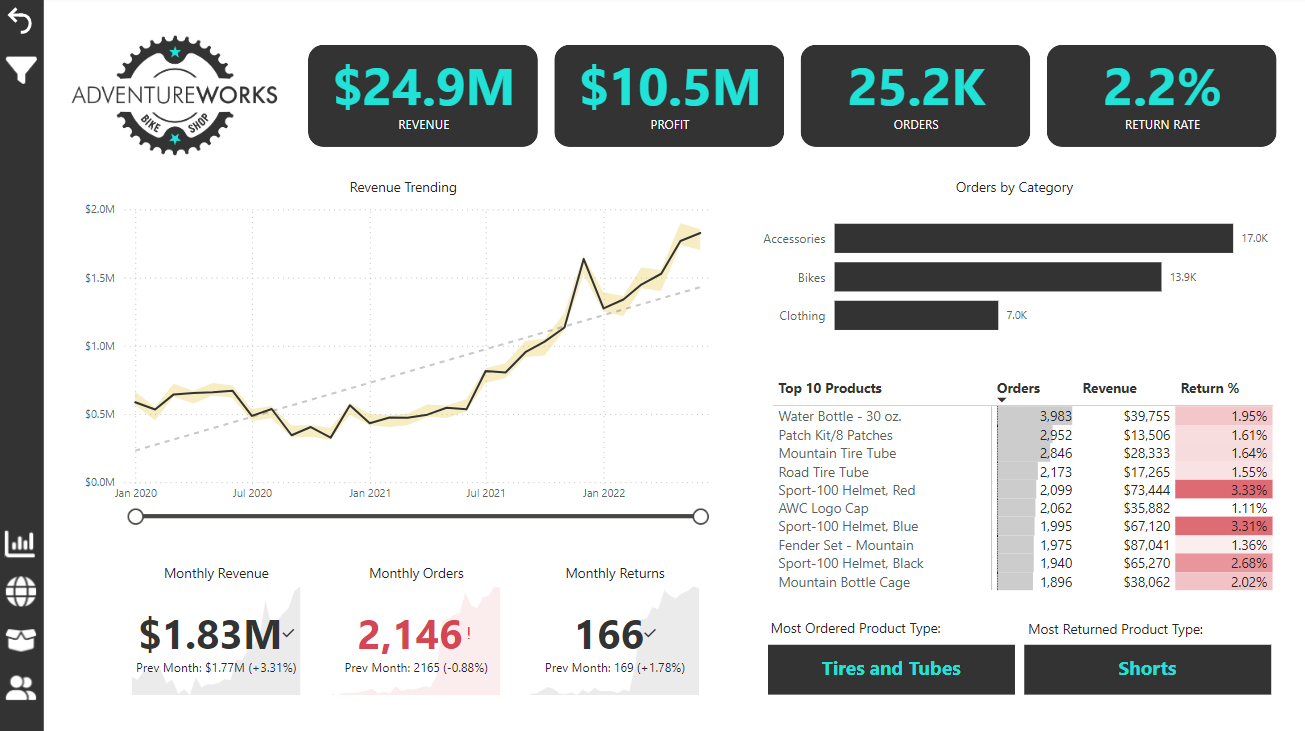 ADVENTUREWORKS
BIKE SHOP
$24.9M
REVENUE
$10.5M
PROFIT
25.2K
ORDERS
2.2%
RETURN RATE
Revenue Trending
$2.0M
$1.5M
$1.0M
$0.5M
$0.0M
Jan 2020 Jul 2020 Jan 2021 Jul 2021 Jan 2022
Orders by Category
Accessories 17.0K
Bikes 13.9K
Clothing 7.0K
Top 10 Products Orders Revenue Return %
Water Bottle - 30 oz. 3,983 $39,755 1.95%
Patch Kit/8 Patches 2,952 $13,506 1.61%
Mountain Tire Tube 2,846 $28,333 1.64%
Road Tire Tube 2,173 $17,265 1.55%
Sport-100 Helmet, Red 2,099 $73,444 3.33%
AWC Logo Cap 2,062 $35,882 1.11%
Sport-100 Helmet, Blue 1,995 $67,120 3.31%
Fender Set - Mountain 1,975 $87,041 1.36%
Sport-100 Helmet, Black 1,940 $65,270 2.68%
Mountain Bottle Cage 1,896 $38,062 2.02%
Monthly Revenue
$1.83M
Prev Month: $1.77M (+3.31%)
Monthly Orders
2,146!
Prev Month: 2165 (-0.88%)
Monthly Returns
166
Prev Month: 169 (+1.78%)
Most Ordered Product Type:
Tires and Tubes
Most Returned Product Type:
Shorts